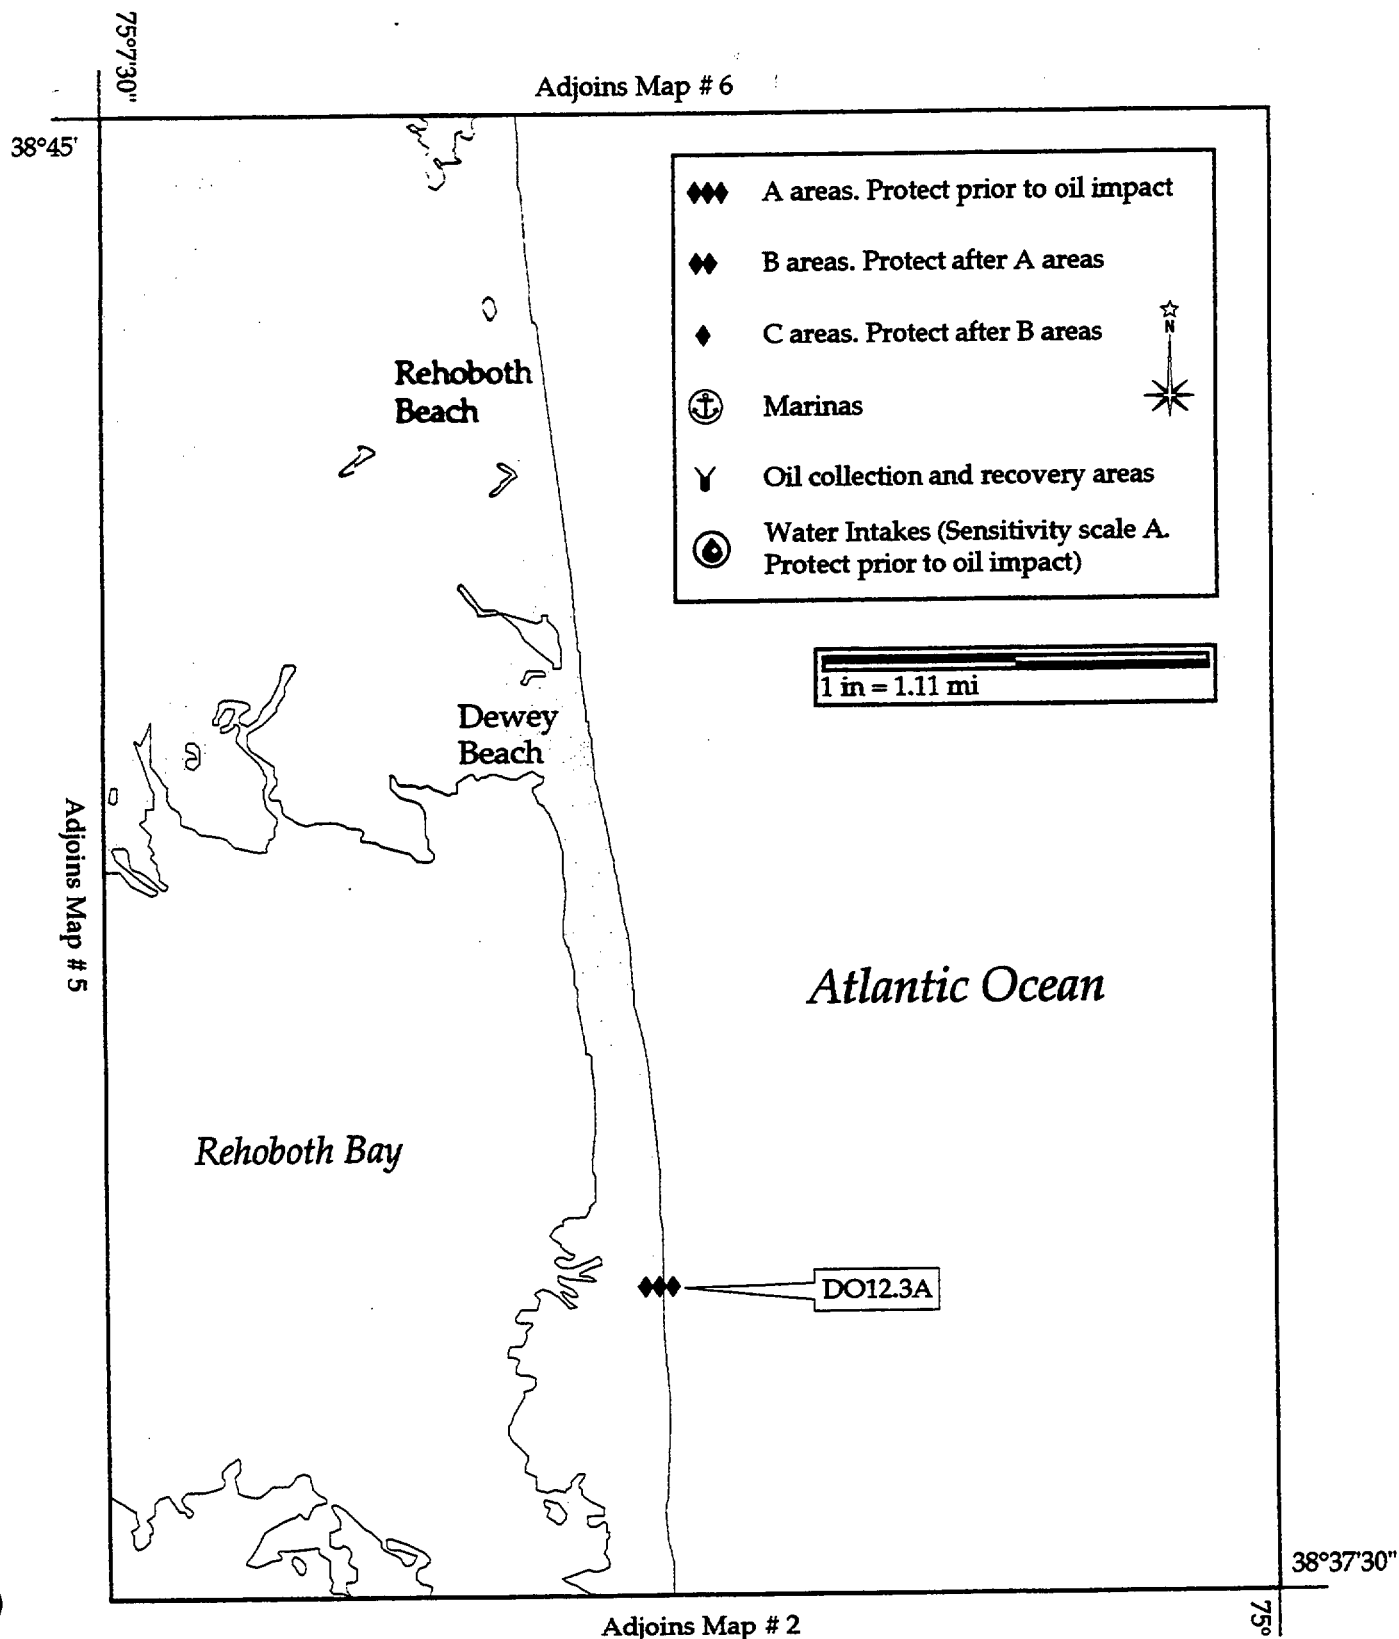 75°7'30"
Adjoins Map # 6
38°45'
A areas. Protect prior to oil impact
B areas. Protect after A areas
C areas. Protect after B areas
N
Marinas
Oil collection and recovery areas
Water Intakes (Sensitivity scale A.
Protect prior to oil impact)
Rehoboth
Beach
1 in = 1.11 mi
Dewey
Beach
Adjoins Map # 5
Atlantic Ocean
Rehoboth Bay
DO12.3A
38°37'30"
75°
Adjoins Map # 2